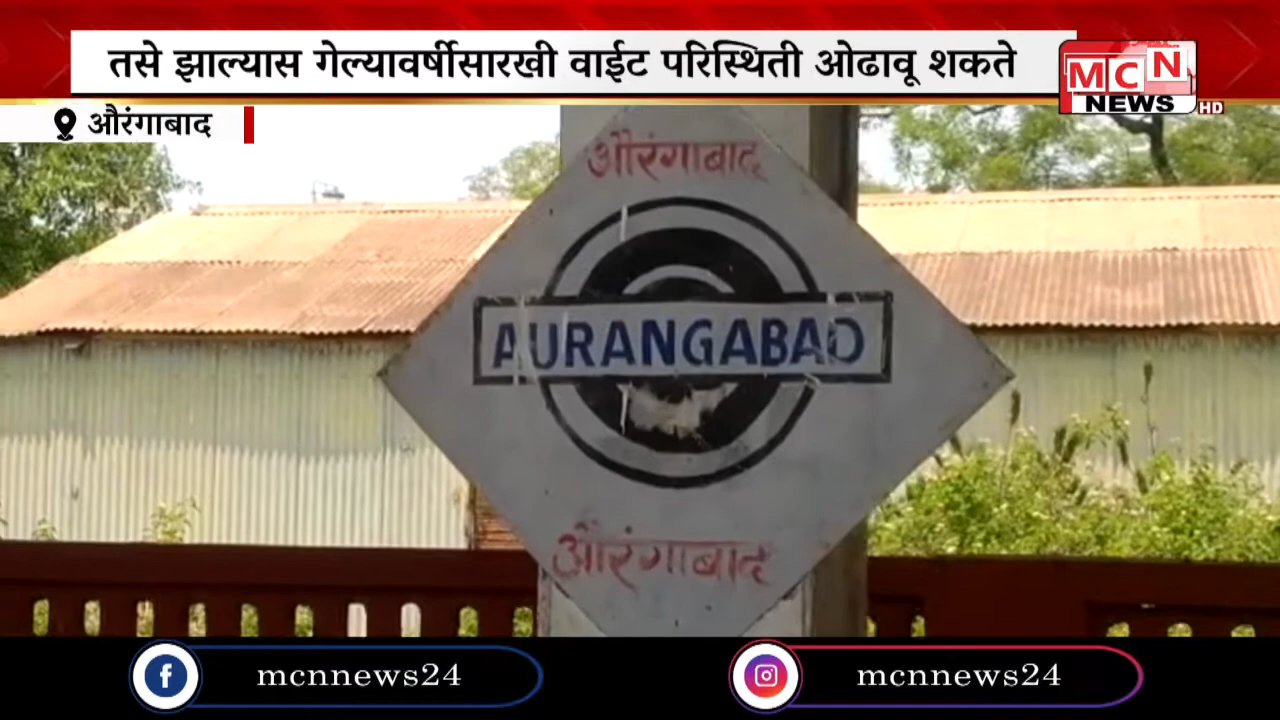 तसे झाल्यास गेल्यावर्षीसारखी वाईट परिस्थिती ओढावू शकते
MCN
NEWS
HD
औरंगाबाद
औरंगाबाद
AURANGABAD
औरंगाबाद
mcnnews24
mcnnews24